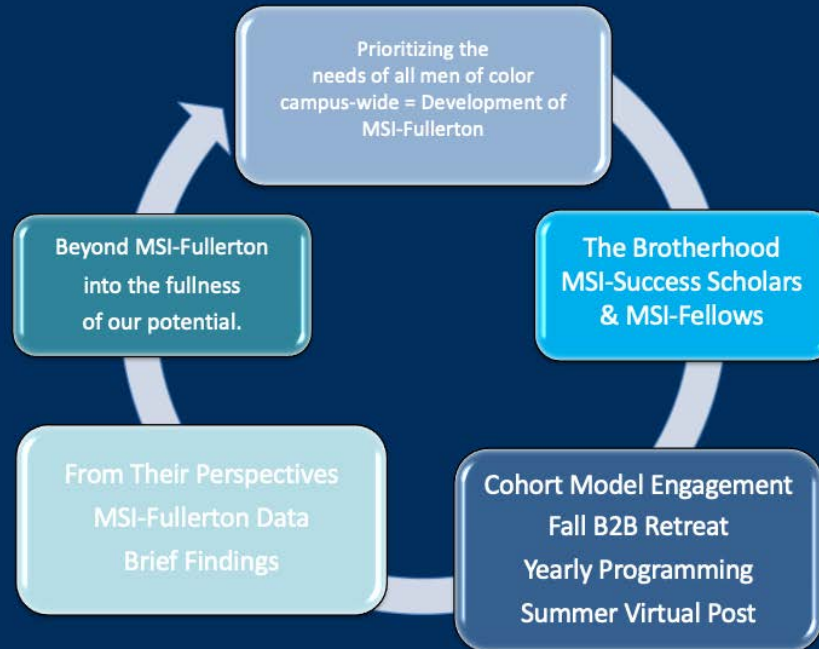 Prioritizing the
needs of all men of color
campus-wide = Development of
MSI-Fullerton
The Brotherhood
MSI-Success Scholars
& MSI-Fellows
Cohort Model Engagement
Fall B2B Retreat
Yearly Programming
Summer Virtual Post
From Their Perspectives
MSI-Fullerton Data
Brief Findings
Beyond MSI-Fullerton
into the fullness
of our potential.